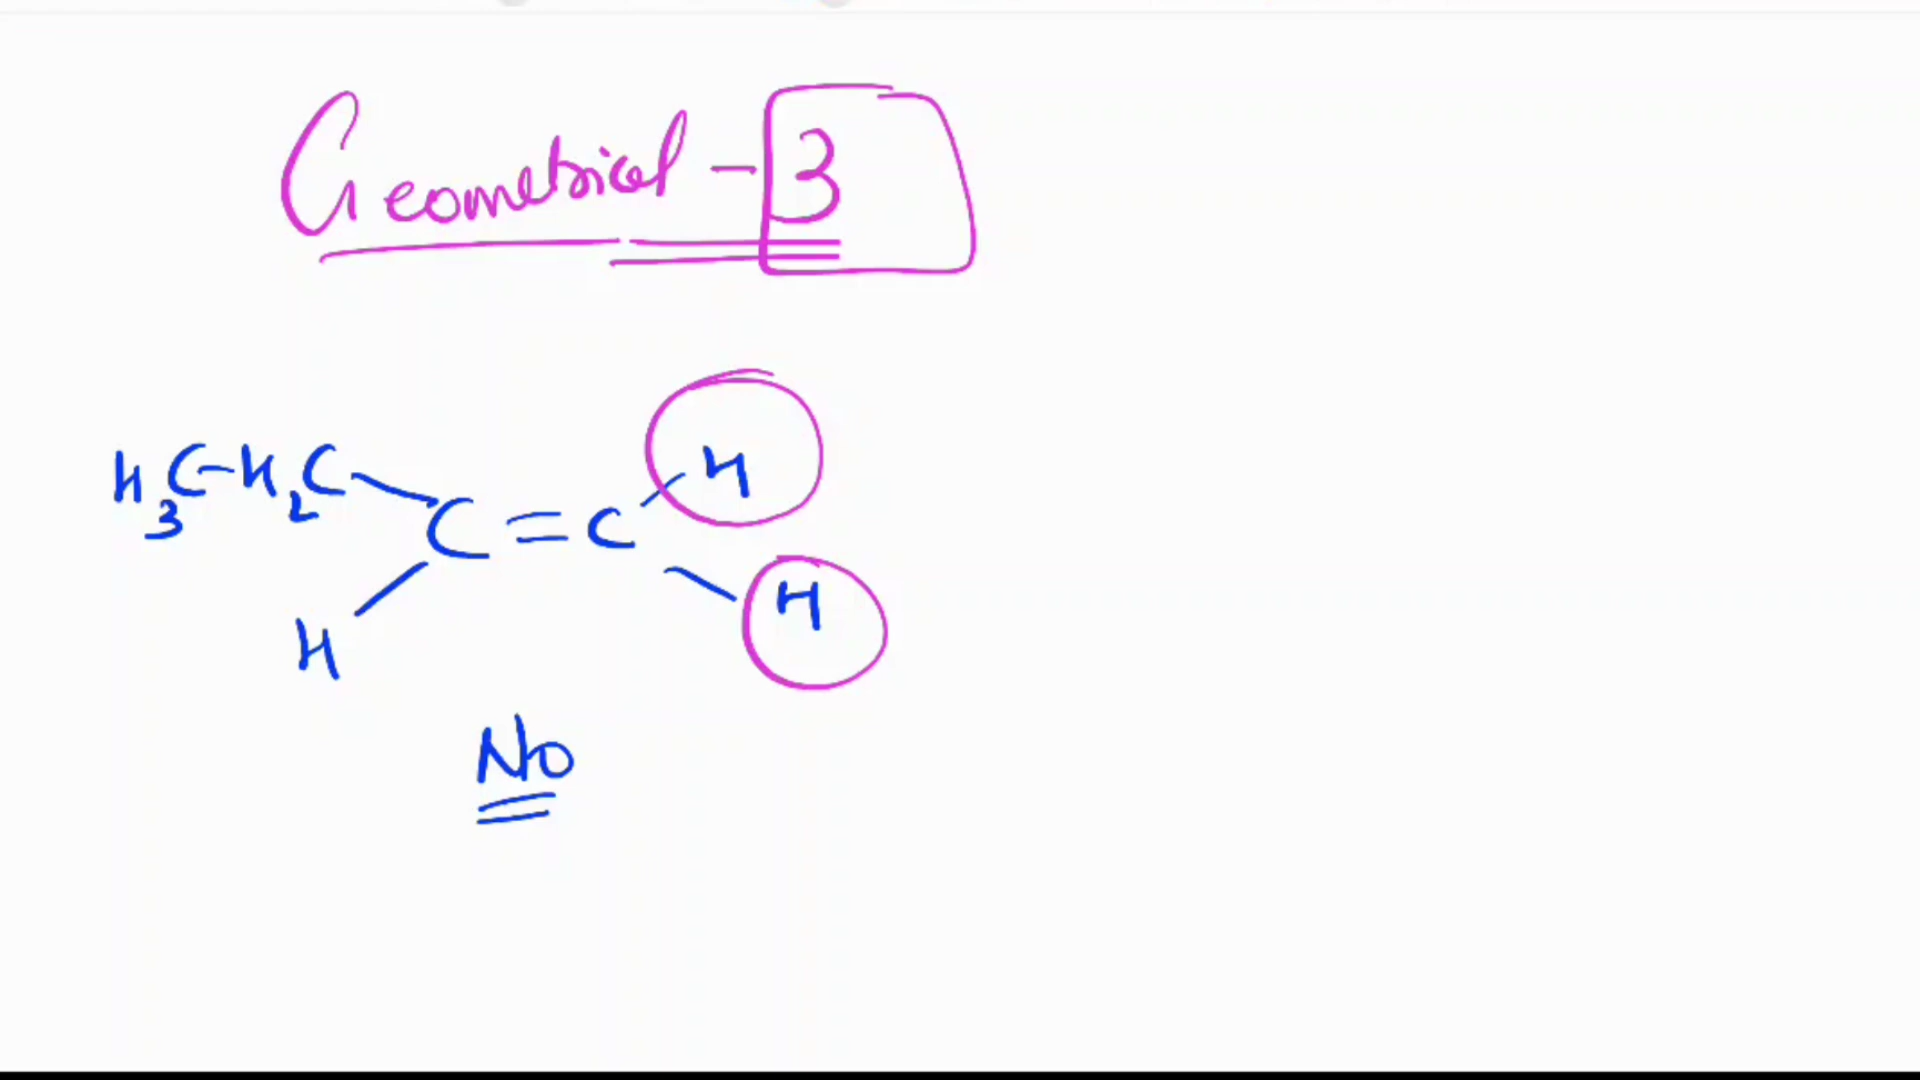 Geometrical - 3
H3C-H2C
C = C
H
H
H
No